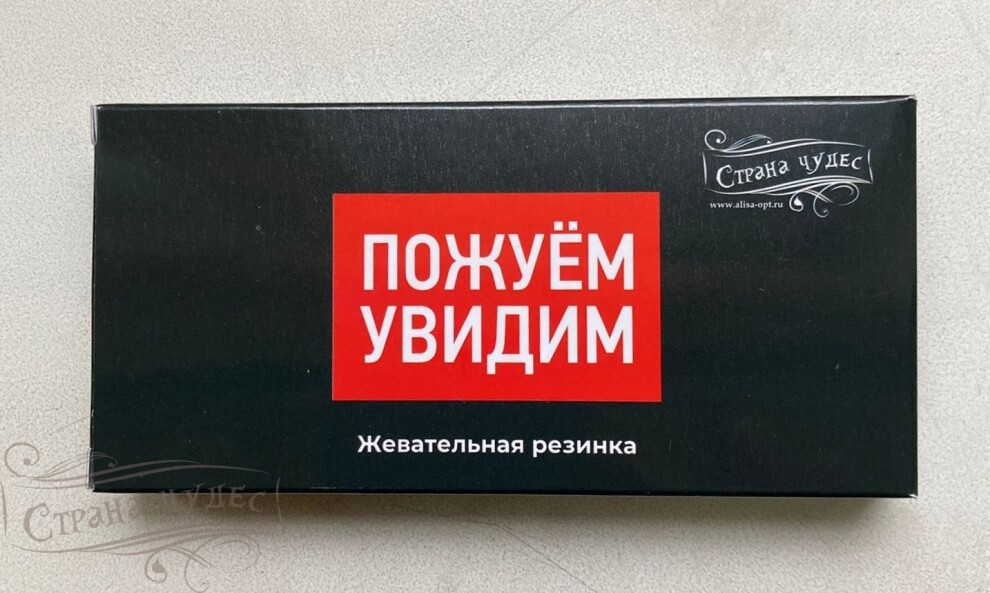 Страна чудес
www.alisa-opt.ru
ПОЖУЁМ
УВИДИМ
Жевательная резинка
Страна чудес